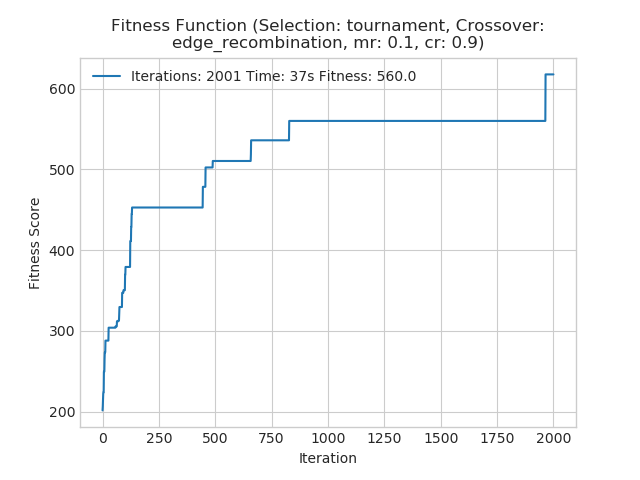 Fitness Function (Selection: tournament, Crossover:
edge_recombination, mr: 0.1, cr: 0.9)
Iterations: 2001 Time: 37s Fitness: 560.0
600
500
400
300
200
Fitness Score
0 250 500 750 1000 1250 1500 1750 2000
Iteration